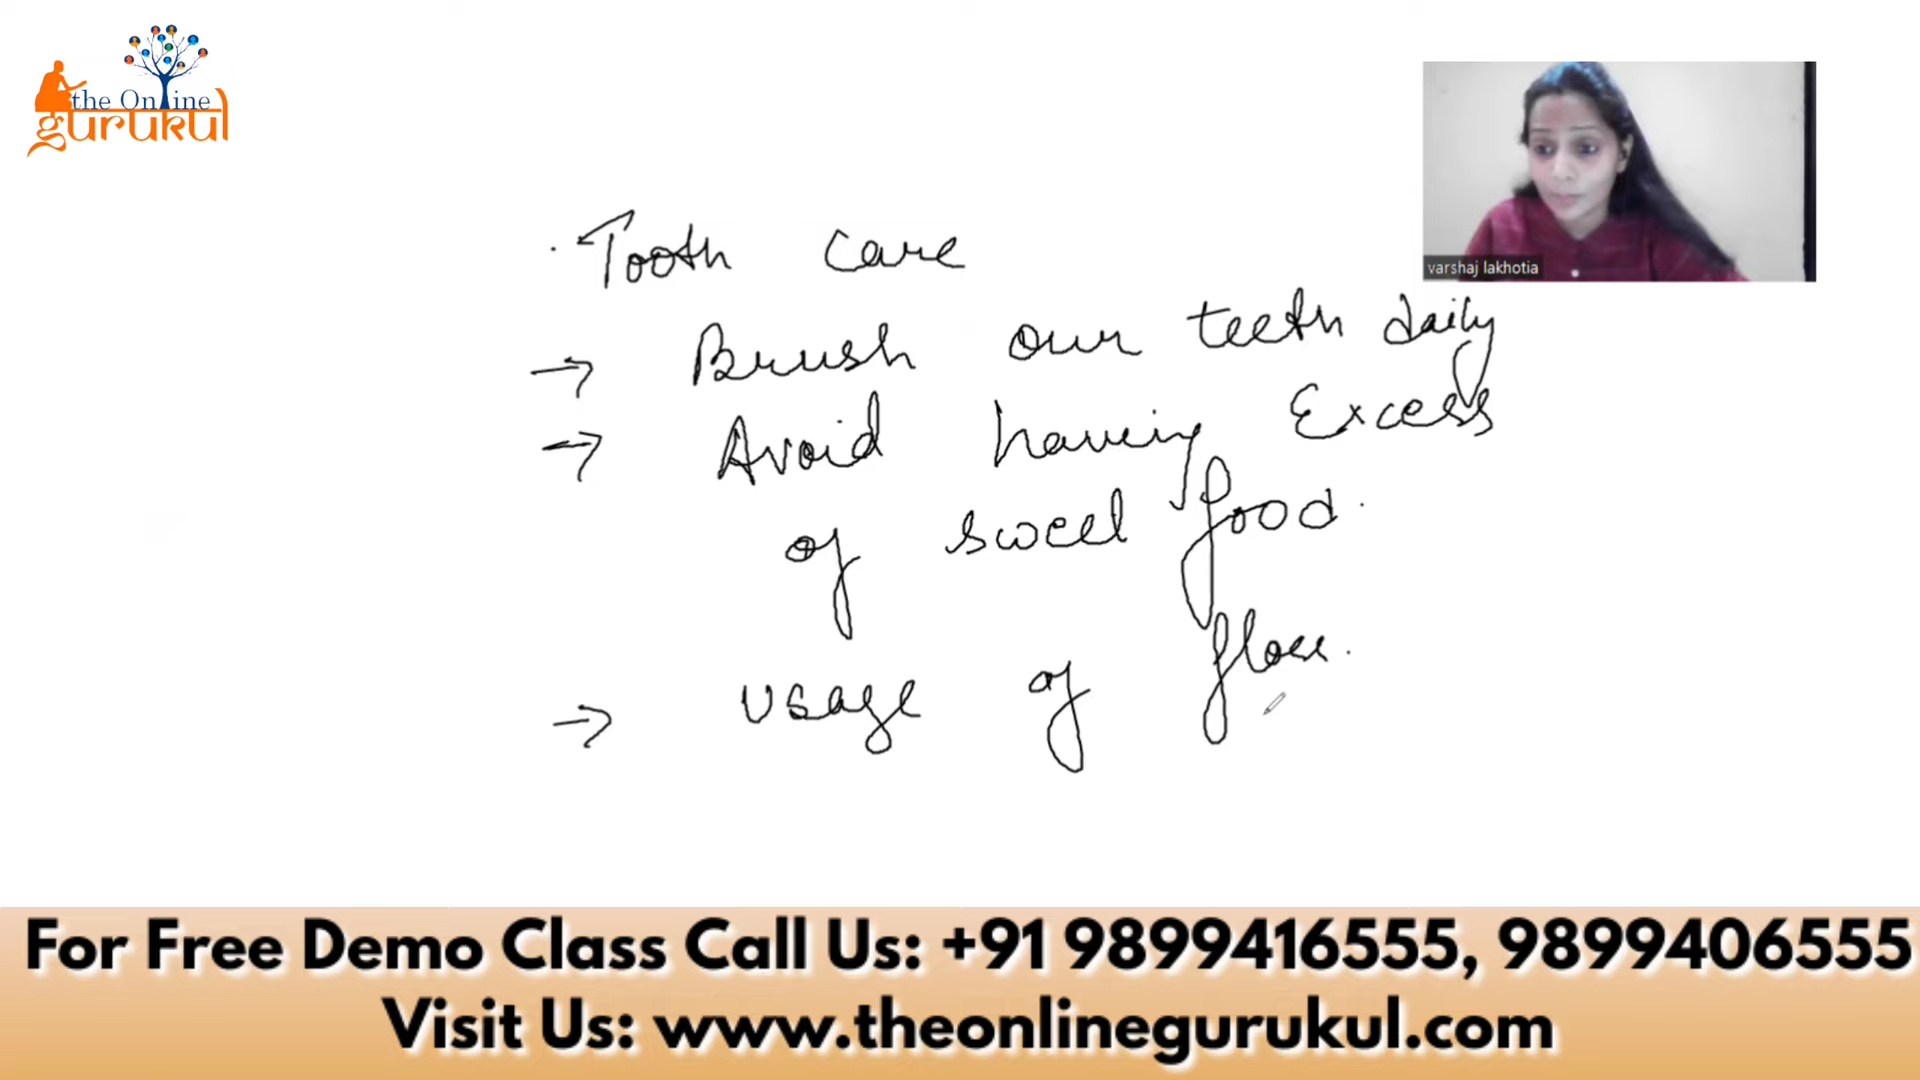 the Online
gurukul
varshaj lakhotia
Tooth care
→ Brush our teeth daily
→ Avoid having Excess
of sweet food.
→ Usage of floss.
For Free Demo Class Call Us: +91 9899416555, 9899406555
Visit Us: www.theonlinegurukul.com